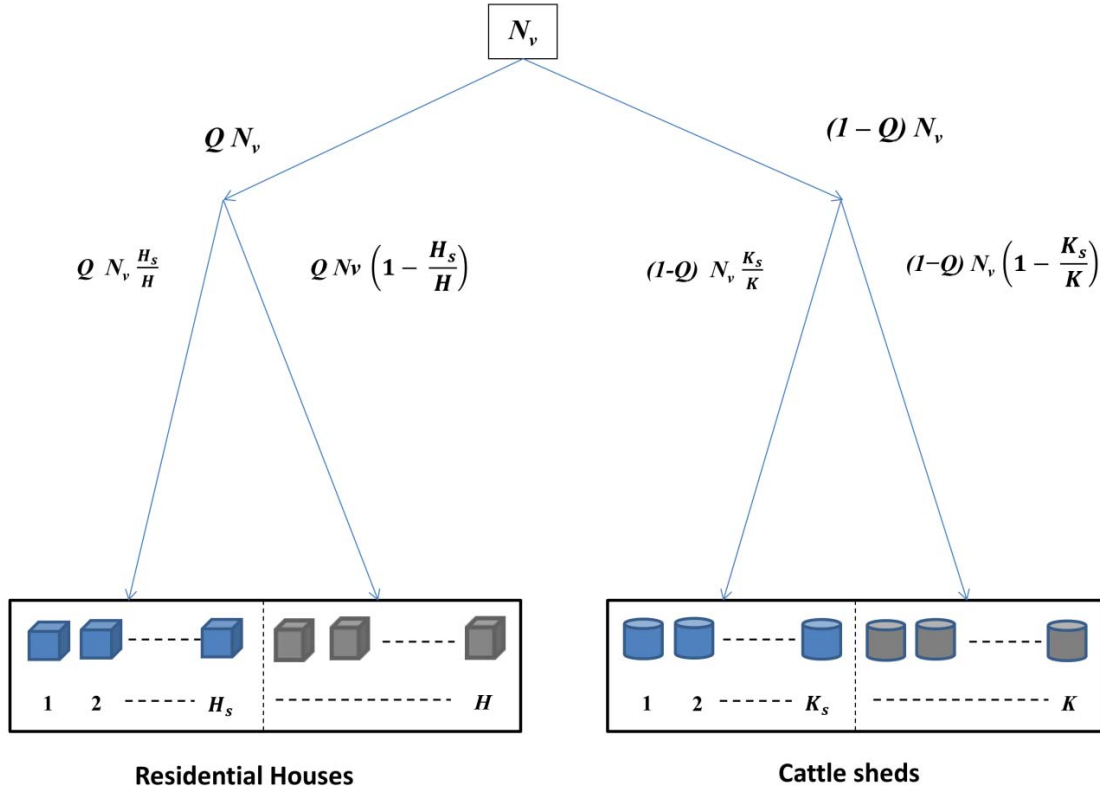 N_v
Q N_v
(1 – Q) N_v
Q N_v H_s/H
Q Nv (1 − H_s/H)
(1-Q) N_v K_s/K
(1−Q) N_v (1 − K_s/K)
1 2 ------ H_s ------------------ H
1 2 ------ K_s ------------------ K
Residential Houses
Cattle sheds